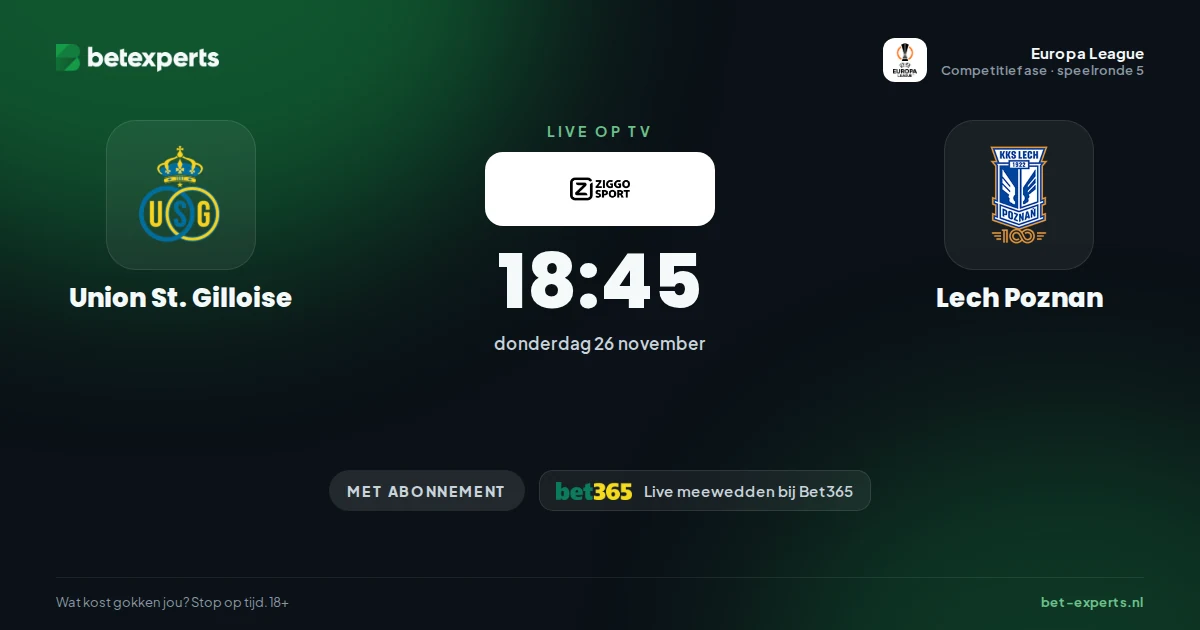 betexperts
EUROPA
LEAGUE
Europa League
Competitiefase · speelronde 5
LIVE OP TV
ZIGGO
SPORT
USG
KKS LECH
1922
POZNAŃ
100
18:45
Union St. Gilloise
Lech Poznan
donderdag 26 november
MET ABONNEMENT
bet365
Live meewedden bij Bet365
Wat kost gokken jou? Stop op tijd. 18+
bet-experts.nl